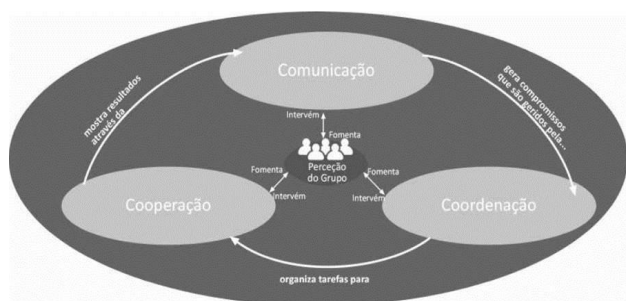 Comunicação
mostra resultados
através da
gera compromissos
que são geridos pela...
Intervém
Fomenta
Perceção
do Grupo
Fomenta
Intervém
Fomenta
Intervém
Cooperação
Coordenação
organiza tarefas para